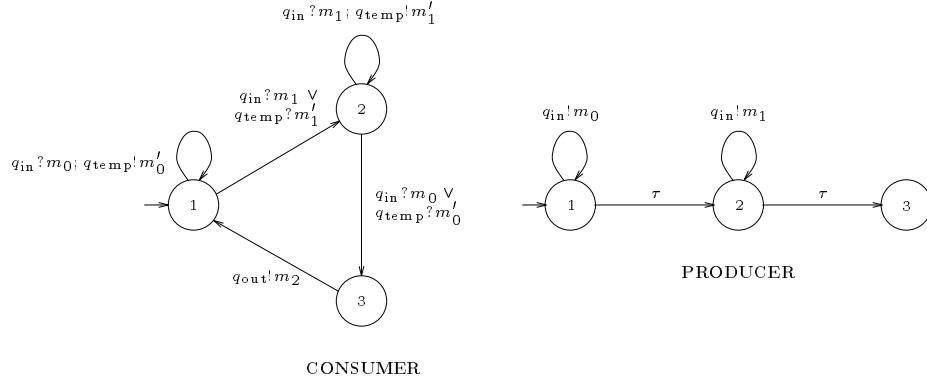 q_in?m_1; q_temp!m'_1
q_in?m_1 ∨
q_temp?m'_1
2
q_in?m_0; q_temp!m'_0
1
q_in?m_0 ∨
q_temp?m'_0
q_out!m_2
3
CONSUMER
q_in!m_0
q_in!m_1
1
τ
2
τ
3
PRODUCER